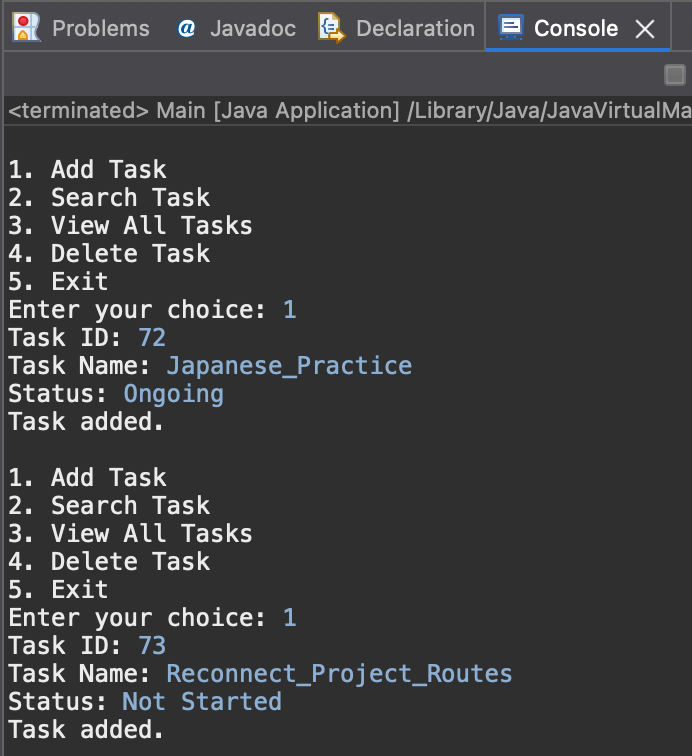 Problems @ Javadoc Declaration Console
<terminated> Main [Java Application] /Library/Java/JavaVirtualMa
1. Add Task
2. Search Task
3. View All Tasks
4. Delete Task
5. Exit
Enter your choice: 1
Task ID: 72
Task Name: Japanese_Practice
Status: Ongoing
Task added.
1. Add Task
2. Search Task
3. View All Tasks
4. Delete Task
5. Exit
Enter your choice: 1
Task ID: 73
Task Name: Reconnect_Project_Routes
Status: Not Started
Task added.